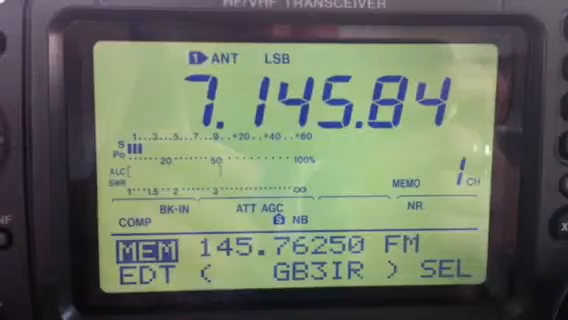 HF/VHF TRANSCEIVER
1 ANT LSB
7.145.84
1...3...5...7...9...+20...+40...+60
S
Po 20 50 100%
ALC
SWR
1 1.5 2 3 ∞
MEMO 1 CH
BK-IN ATT AGC NR
COMP S NB
MEM 145.76250 FM
EDT ( GB3IR ) SEL